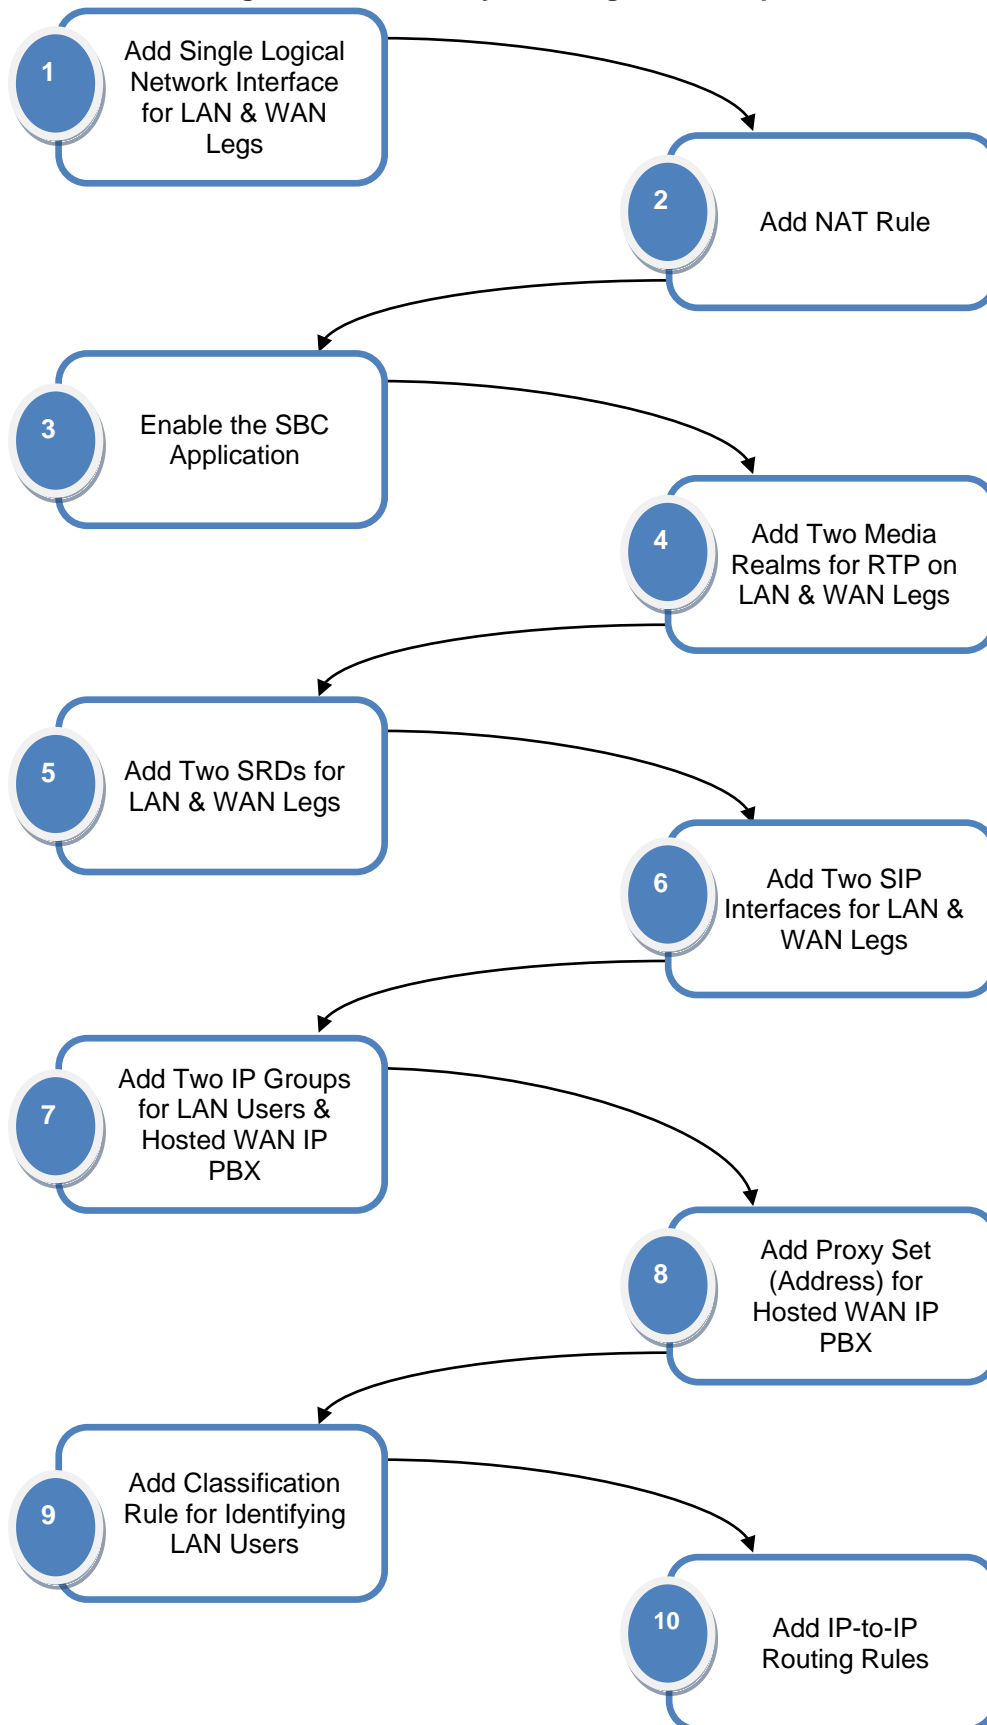 1
Add Single Logical
Network Interface
for LAN & WAN
Legs
2
Add NAT Rule
3
Enable the SBC
Application
4
Add Two Media
Realms for RTP on
LAN & WAN Legs
5
Add Two SRDs for
LAN & WAN Legs
6
Add Two SIP
Interfaces for LAN &
WAN Legs
7
Add Two IP Groups
for LAN Users &
Hosted WAN IP
PBX
8
Add Proxy Set
(Address) for
Hosted WAN IP
PBX
9
Add Classification
Rule for Identifying
LAN Users
10
Add IP-to-IP
Routing Rules